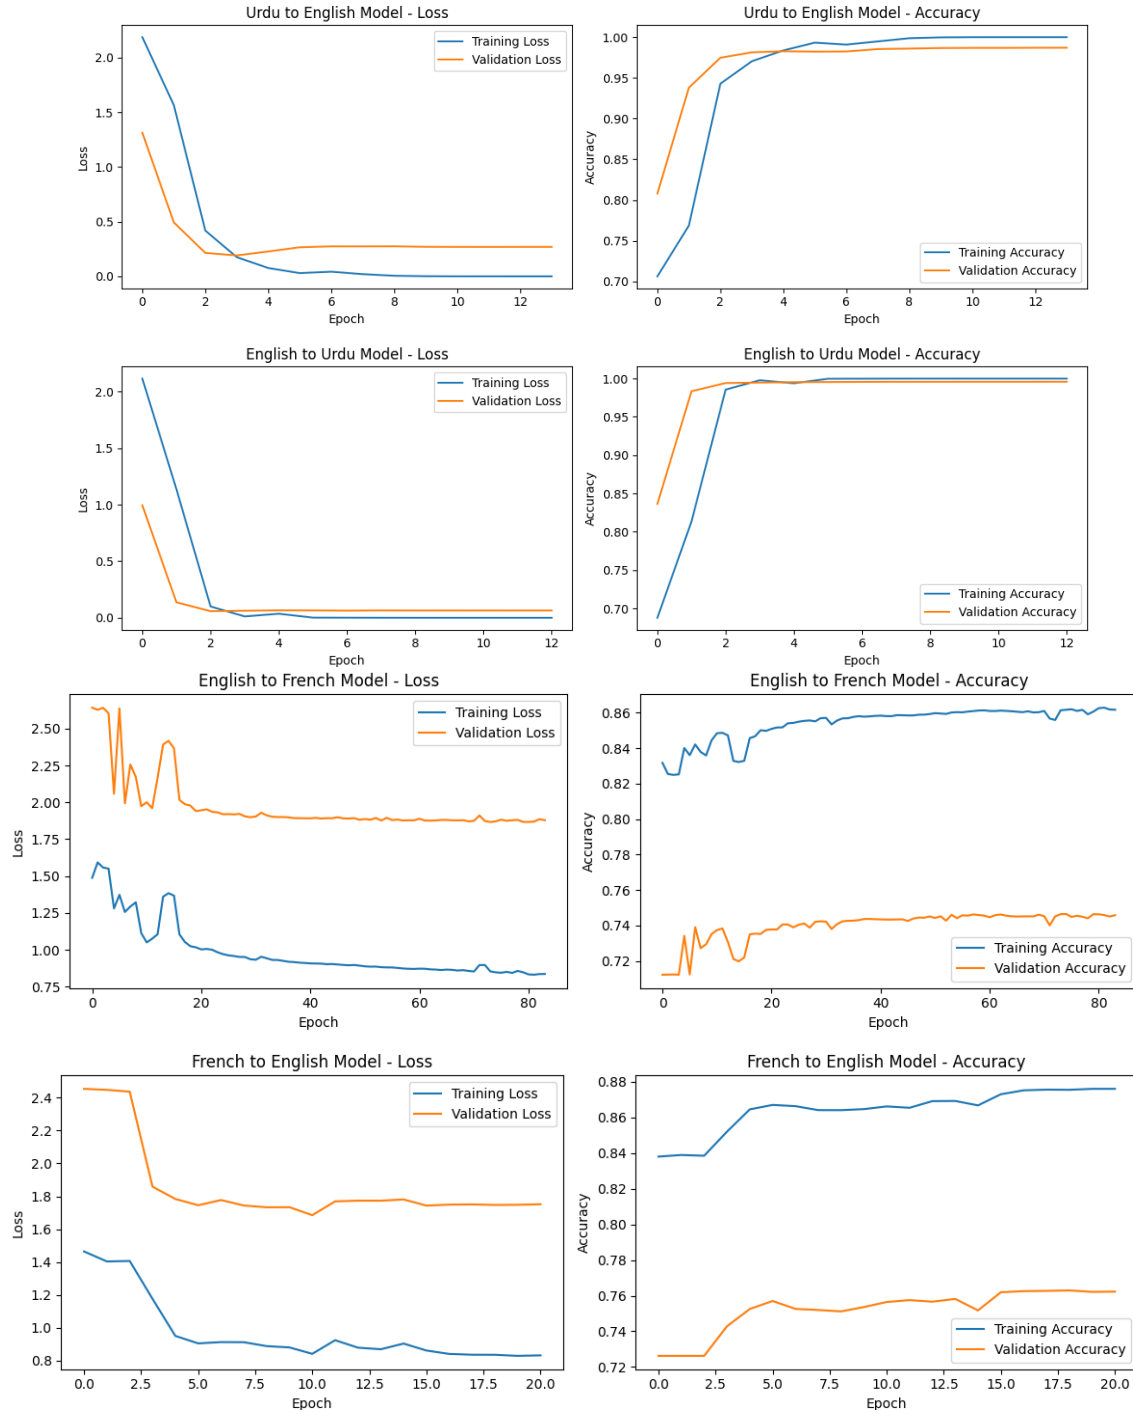 Urdu to English Model - Loss
2.0
1.5
1.0
0.5
0.0
Loss
0 2 4 6 8 10 12
Epoch
Training Loss
Validation Loss
Urdu to English Model - Accuracy
1.00
0.95
0.90
0.85
0.80
0.75
0.70
Accuracy
0 2 4 6 8 10 12
Epoch
Training Accuracy
Validation Accuracy
English to Urdu Model - Loss
2.0
1.5
1.0
0.5
0.0
Loss
0 2 4 6 8 10 12
Epoch
Training Loss
Validation Loss
English to Urdu Model - Accuracy
1.00
0.95
0.90
0.85
0.80
0.75
0.70
Accuracy
0 2 4 6 8 10 12
Epoch
Training Accuracy
Validation Accuracy
English to French Model - Loss
2.50
2.25
2.00
1.75
1.50
1.25
1.00
0.75
Loss
0 20 40 60 80
Epoch
Training Loss
Validation Loss
English to French Model - Accuracy
0.86
0.84
0.82
0.80
0.78
0.76
0.74
0.72
Accuracy
0 20 40 60 80
Epoch
Training Accuracy
Validation Accuracy
French to English Model - Loss
2.4
2.2
2.0
1.8
1.6
1.4
1.2
1.0
0.8
Loss
0.0 2.5 5.0 7.5 10.0 12.5 15.0 17.5 20.0
Epoch
Training Loss
Validation Loss
French to English Model - Accuracy
0.88
0.86
0.84
0.82
0.80
0.78
0.76
0.74
0.72
Accuracy
0.0 2.5 5.0 7.5 10.0 12.5 15.0 17.5 20.0
Epoch
Training Accuracy
Validation Accuracy